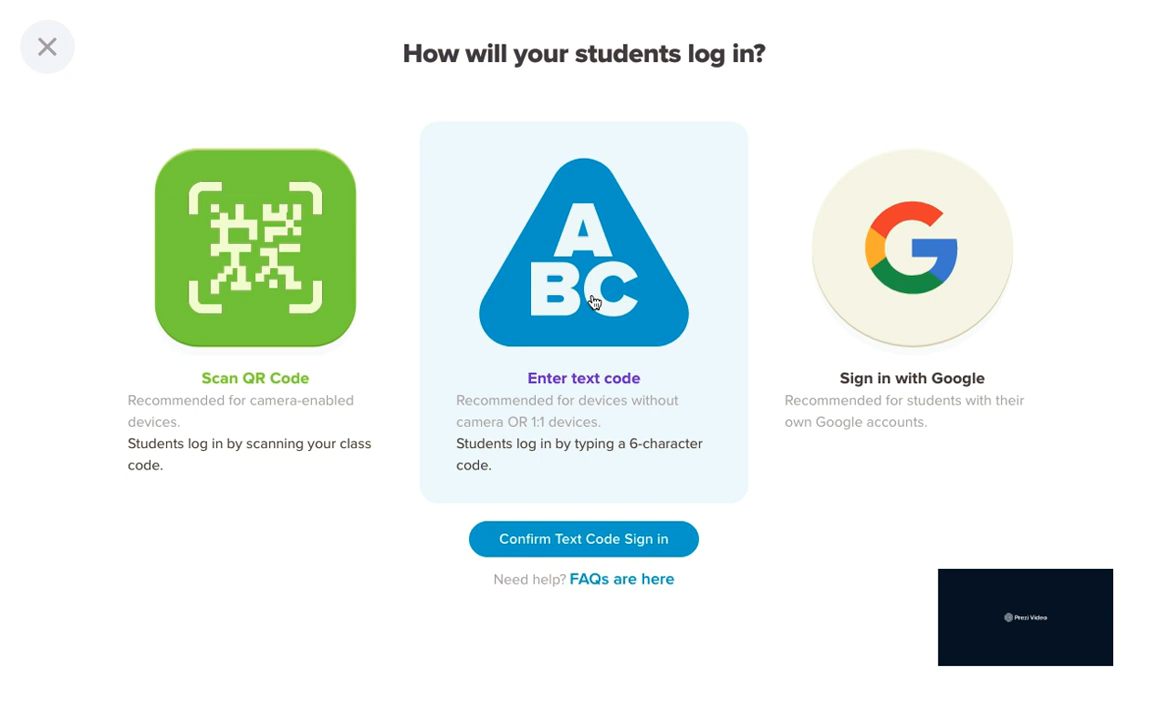 How will your students log in?
A
BC
Scan QR Code
Recommended for camera-enabled
devices.
Students log in by scanning your class
code.
Enter text code
Recommended for devices without
camera OR 1:1 devices.
Students log in by typing a 6-character
code.
Sign in with Google
Recommended for students with their
own Google accounts.
Confirm Text Code Sign in
Need help? FAQs are here
Prezi Video